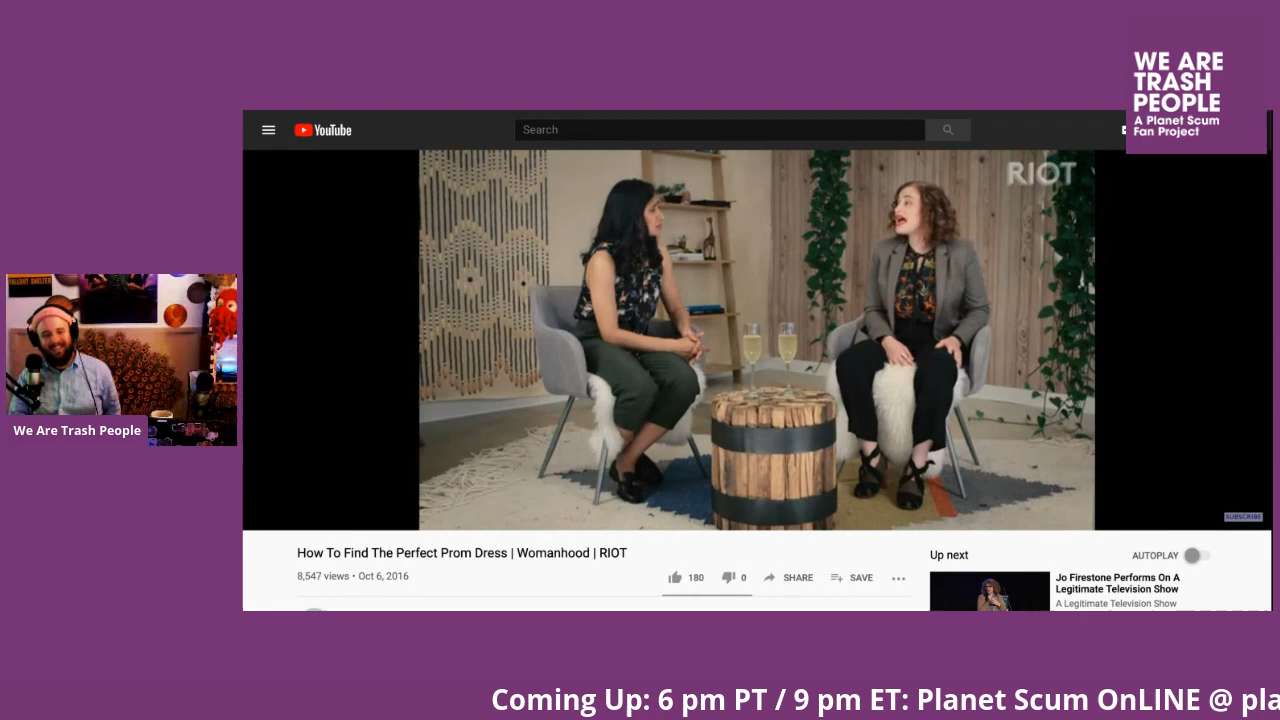 WE ARE
TRASH
PEOPLE
A Planet Scum
Fan Project
YouTube
Search
RIOT
FALLOUT SHELTER
We Are Trash People
SUBSCRIBE
How To Find The Perfect Prom Dress | Womanhood | RIOT
8,547 views • Oct 6, 2016
180
0
SHARE
SAVE
Up next
AUTOPLAY
Jo Firestone Performs On A
Legitimate Television Show
A Legitimate Television Show
Coming Up: 6 pm PT / 9 pm ET: Planet Scum OnLINE @ pla